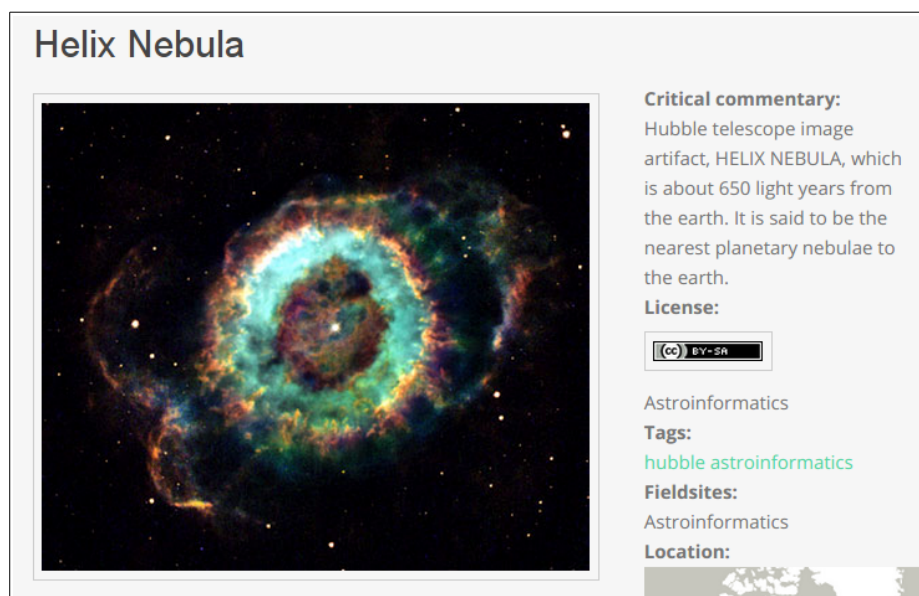 Helix Nebula
Critical commentary:
Hubble telescope image
artifact, HELIX NEBULA, which
is about 650 light years from
the earth. It is said to be the
nearest planetary nebulae to
the earth.
License:
(cc) BY-SA
Astroinformatics
Tags:
hubble astroinformatics
Fieldsites:
Astroinformatics
Location: